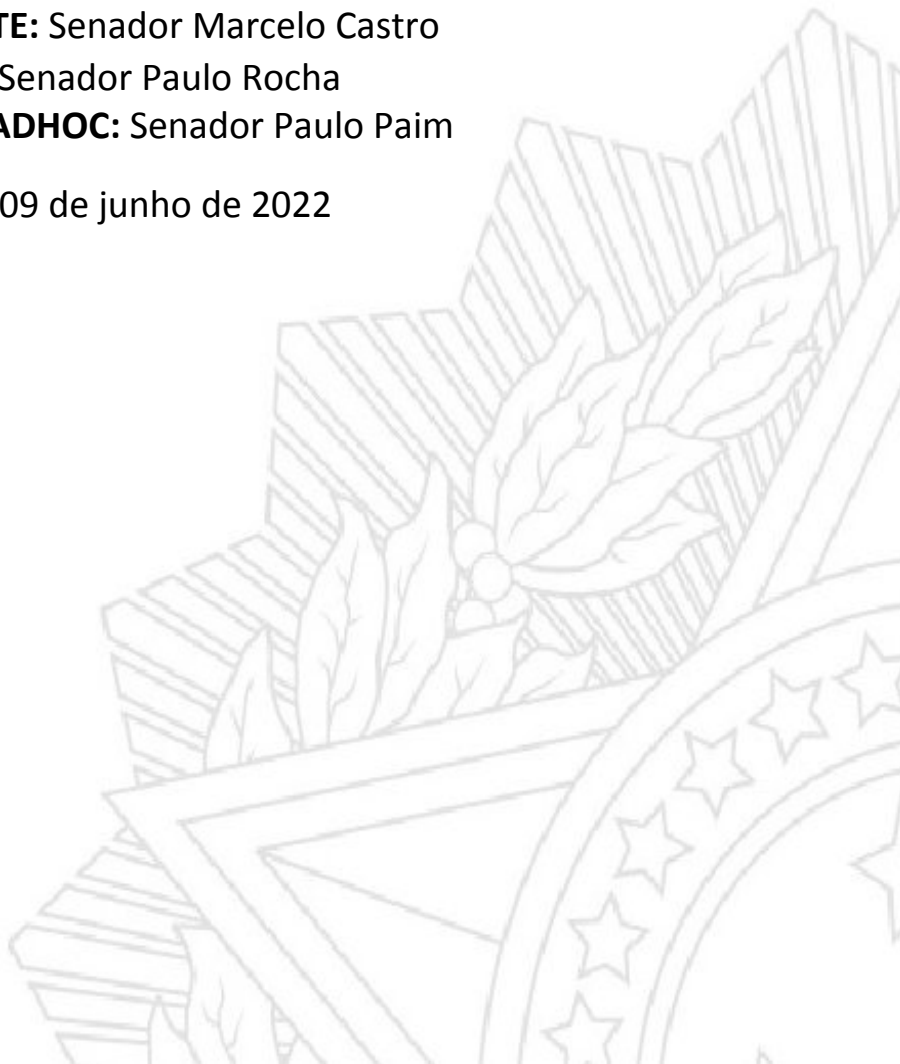 TE: Senador Marcelo Castro
Senador Paulo Rocha
ADHOC: Senador Paulo Paim
09 de junho de 2022